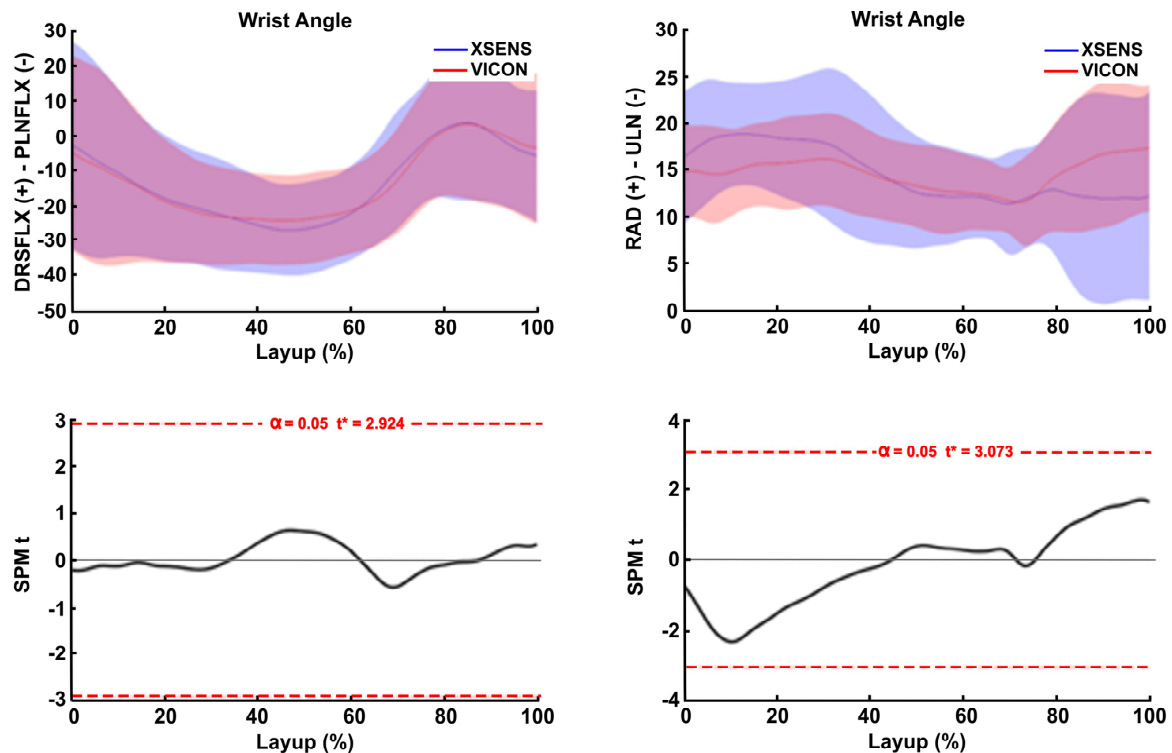 Wrist Angle
XSENS
VICON
DRSFLX (+) - PLNFLX (-)
30
20
10
0
-10
-20
-30
-40
-50
0 20 40 60 80 100
Layup (%)
Wrist Angle
XSENS
VICON
RAD (+) - ULN (-)
30
25
20
15
10
5
0
0 20 40 60 80 100
Layup (%)
SPM t
3
2
1
0
-1
-2
-3
α = 0.05 t* = 2.924
0 20 40 60 80 100
Layup (%)
SPM t
4
2
0
-2
-4
α = 0.05 t* = 3.073
0 20 40 60 80 100
Layup (%)